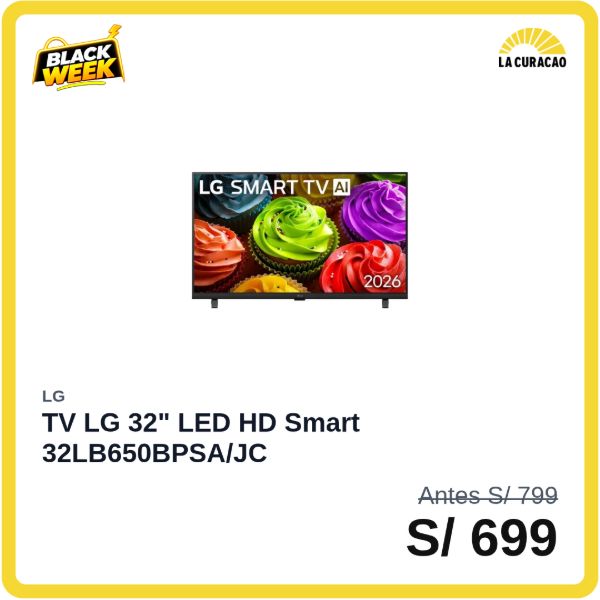 BLACK
WEEK
LA CURACAO
LG SMART TV AI
2026
LG
TV LG 32" LED HD Smart
32LB650BPSA/JC
Antes S/ 799
S/ 699